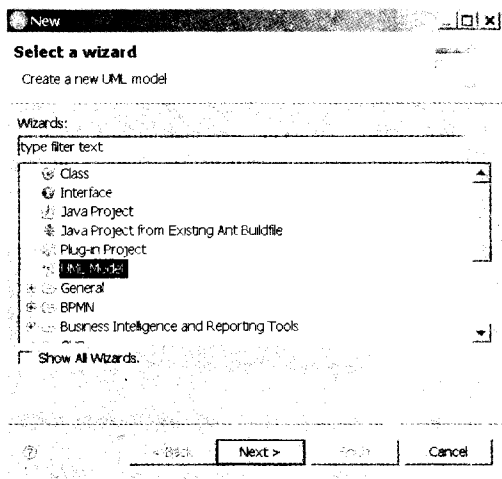 New
Select a wizard
Create a new UML model
Wizards:
type filter text
Class
Interface
Java Project
Java Project from Existing Ant Buildfile
Plug-in Project
UML Model
General
BPMN
Business Intelligence and Reporting Tools
Show All Wizards.
< Back Next > Finish Cancel